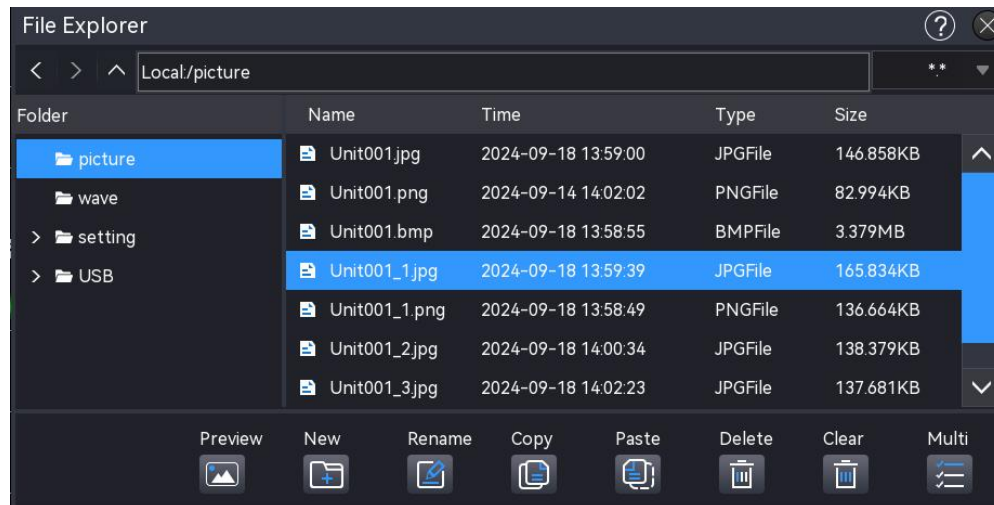 File Explorer
Local:/picture *.*
Folder Name Time Type Size
picture Unit001.jpg 2024-09-18 13:59:00 JPGFile 146.858KB
wave Unit001.png 2024-09-14 14:02:02 PNGFile 82.994KB
setting Unit001.bmp 2024-09-18 13:58:55 BMPFile 3.379MB
USB Unit001_1.jpg 2024-09-18 13:59:39 JPGFile 165.834KB
Unit001_1.png 2024-09-18 13:58:49 PNGFile 136.664KB
Unit001_2.jpg 2024-09-18 14:00:34 JPGFile 138.379KB
Unit001_3.jpg 2024-09-18 14:02:23 JPGFile 137.681KB
Preview New Rename Copy Paste Delete Clear Multi